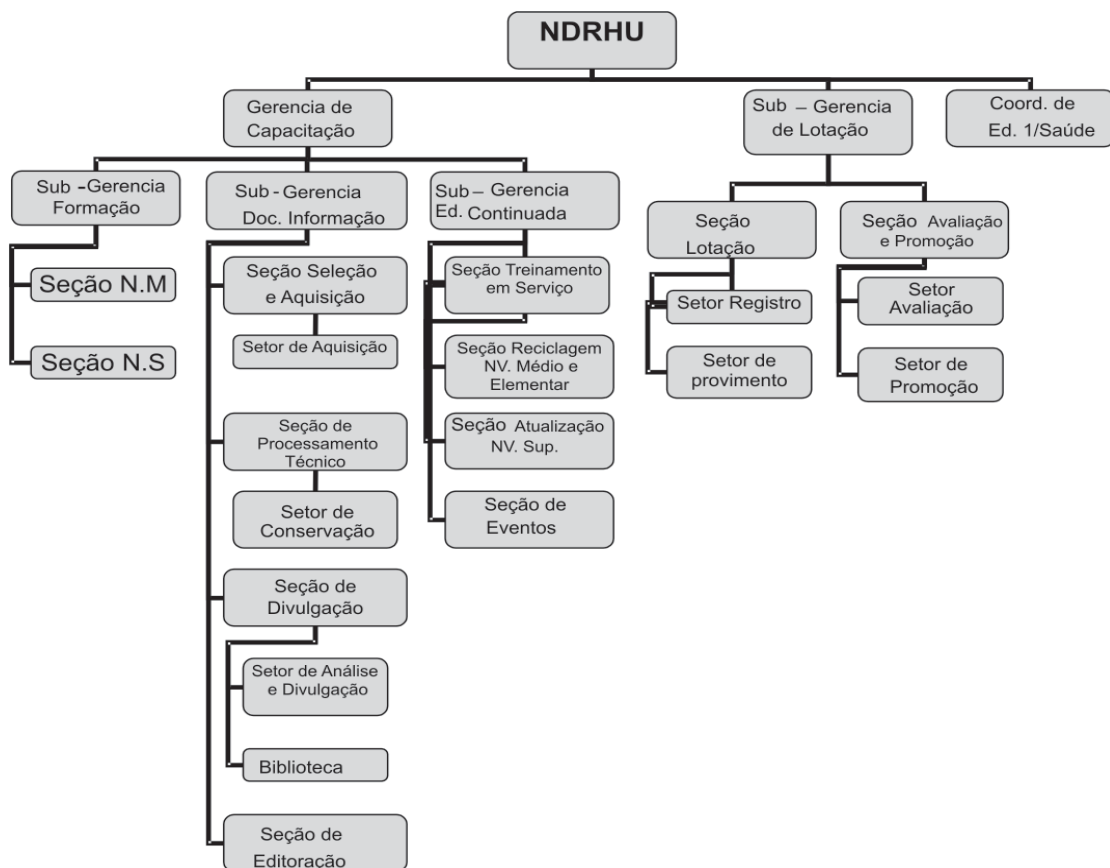 NDRHU
Gerencia de
Capacitação
Sub – Gerencia
de Lotação
Coord. de
Ed. 1/Saúde
Sub -Gerencia
Formação
Seção N.M
Seção N.S
Sub- Gerencia
Doc. Informação
Seção Seleção
e Aquisição
Setor de Aquisição
Seção de
Processamento
Técnico
Setor de
Conservação
Seção de
Divulgação
Setor de Análise
e Divulgação
Biblioteca
Seção de
Editoração
Sub– Gerencia
Ed. Continuada
Seção Treinamento
em Serviço
Seção Reciclagem
NV. Médio e
Elementar
Seção Atualização
NV. Sup.
Seção de
Eventos
Seção
Lotação
Setor Registro
Setor de
provimento
Seção Avaliação
e Promoção
Setor
Avaliação
Setor de
Promoção